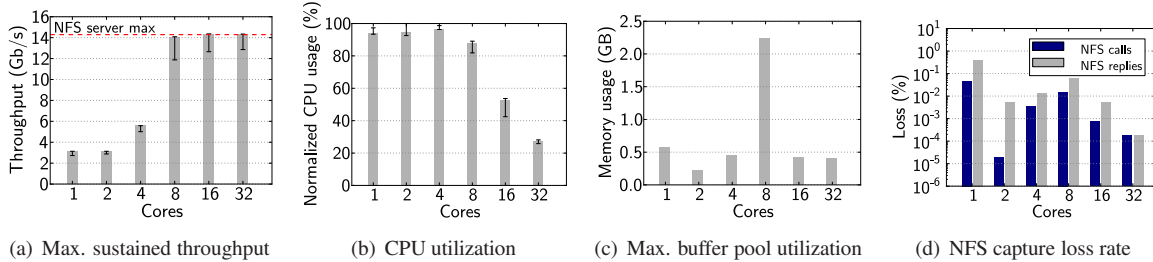 16
14
12
10
8
6
4
2
0
Throughput (Gb/s)
NFS server max
1 2 4 8 16 32
Cores
(a) Max. sustained throughput
100
80
60
40
20
0
Normalized CPU usage (%)
1 2 4 8 16 32
Cores
(b) CPU utilization
2.5
2.0
1.5
1.0
0.5
0.0
Memory usage (GB)
1 2 4 8 16 32
Cores
(c) Max. buffer pool utilization
10^1
10^0
10^-1
10^-2
10^-3
10^-4
10^-5
10^-6
Loss (%)
NFS calls
NFS replies
1 2 4 8 16 32
Cores
(d) NFS capture loss rate